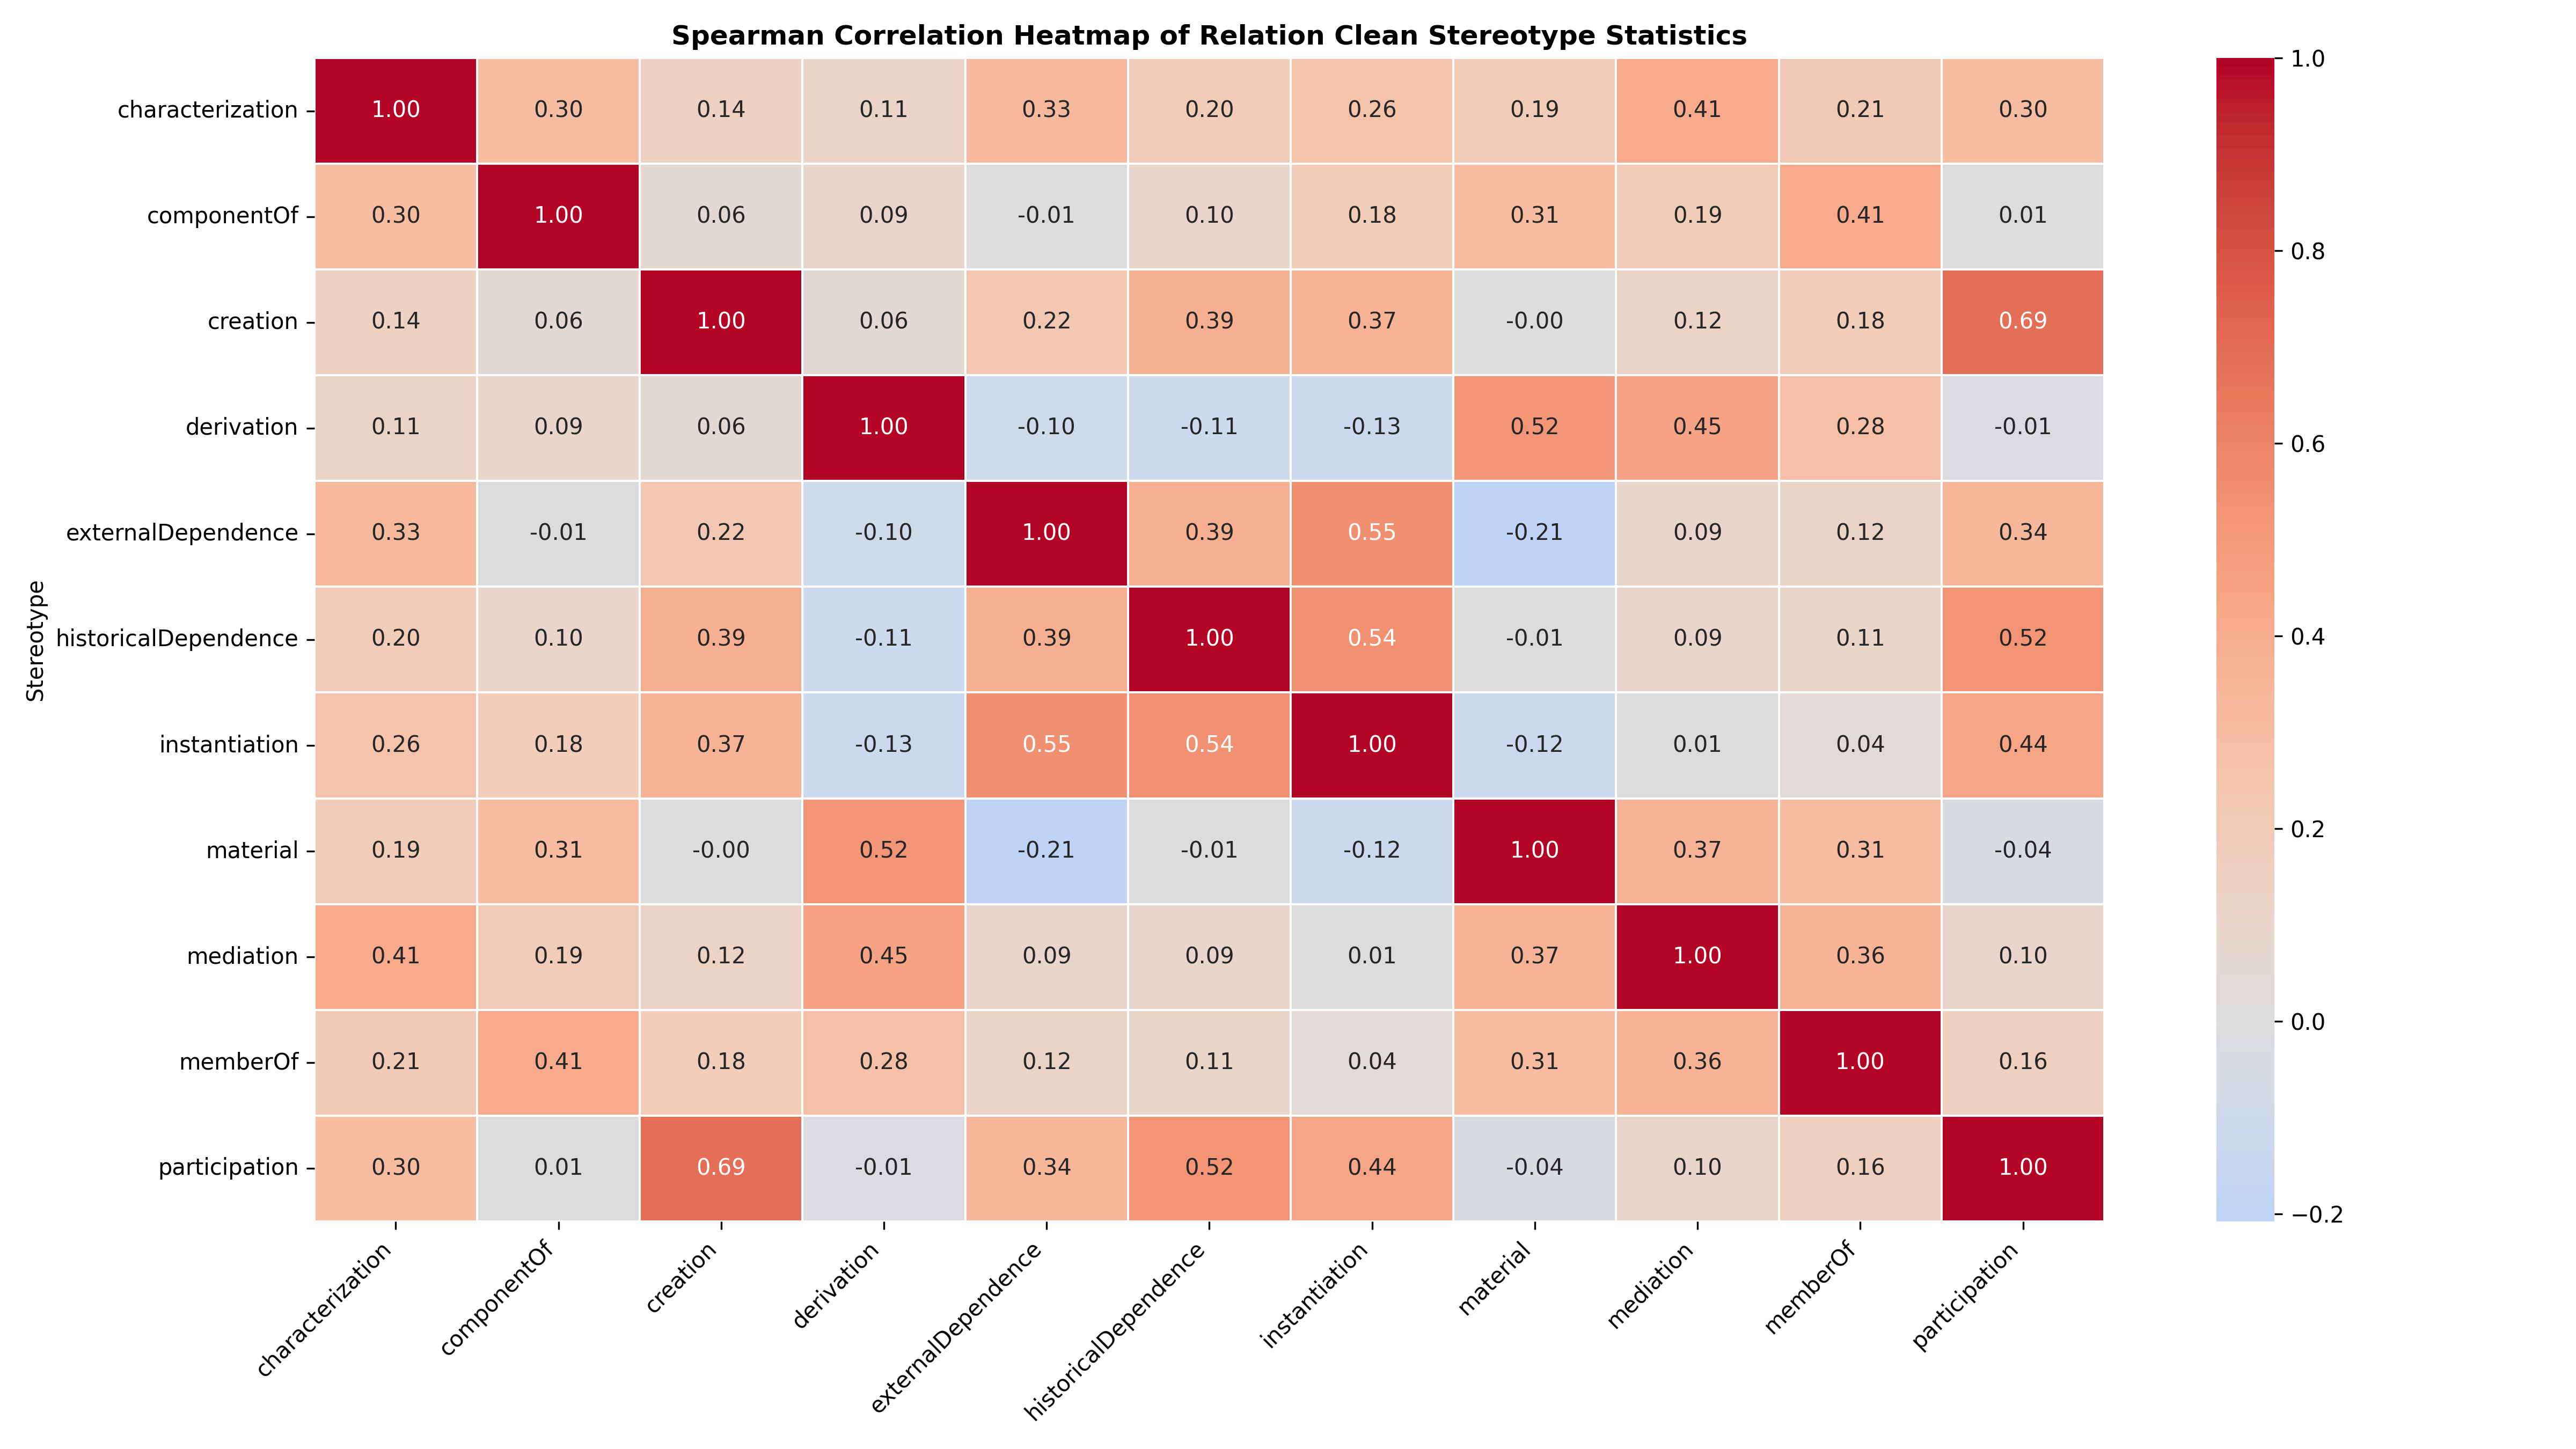 Spearman Correlation Heatmap of Relation Clean Stereotype Statistics
Stereotype
characterization 1.00 0.30 0.14 0.11 0.33 0.20 0.26 0.19 0.41 0.21 0.30
componentOf 0.30 1.00 0.06 0.09 -0.01 0.10 0.18 0.31 0.19 0.41 0.01
creation 0.14 0.06 1.00 0.06 0.22 0.39 0.37 -0.00 0.12 0.18 0.69
derivation 0.11 0.09 0.06 1.00 -0.10 -0.11 -0.13 0.52 0.45 0.28 -0.01
externalDependence 0.33 -0.01 0.22 -0.10 1.00 0.39 0.55 -0.21 0.09 0.12 0.34
historicalDependence 0.20 0.10 0.39 -0.11 0.39 1.00 0.54 -0.01 0.09 0.11 0.52
instantiation 0.26 0.18 0.37 -0.13 0.55 0.54 1.00 -0.12 0.01 0.04 0.44
material 0.19 0.31 -0.00 0.52 -0.21 -0.01 -0.12 1.00 0.37 0.31 -0.04
mediation 0.41 0.19 0.12 0.45 0.09 0.09 0.01 0.37 1.00 0.36 0.10
memberOf 0.21 0.41 0.18 0.28 0.12 0.11 0.04 0.31 0.36 1.00 0.16
participation 0.30 0.01 0.69 -0.01 0.34 0.52 0.44 -0.04 0.10 0.16 1.00
characterization componentOf creation derivation externalDependence historicalDependence instantiation material mediation memberOf participation
1.0
0.8
0.6
0.4
0.2
0.0
−0.2